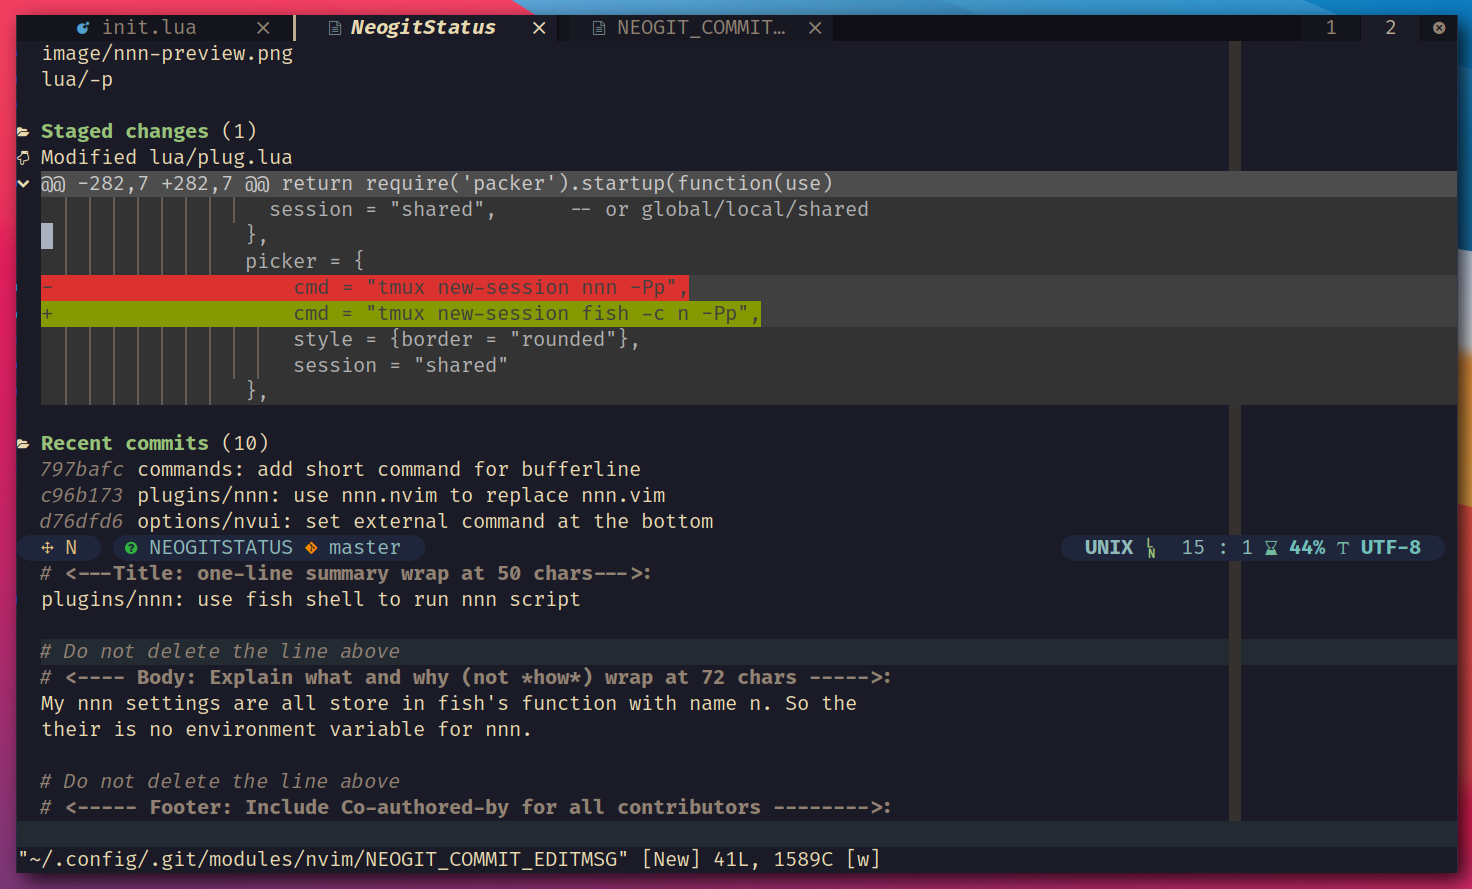 init.lua × NeogitStatus × NEOGIT_COMMIT… × 1 2
image/nnn-preview.png
lua/-p
Staged changes (1)
Modified lua/plug.lua
@@ -282,7 +282,7 @@ return require('packer').startup(function(use)
session = "shared",      -- or global/local/shared
},
picker = {
-                    cmd = "tmux new-session nnn -Pp",
+                    cmd = "tmux new-session fish -c n -Pp",
style = {border = "rounded"},
session = "shared"
},
Recent commits (10)
797bafc commands: add short command for bufferline
c96b173 plugins/nnn: use nnn.nvim to replace nnn.vim
d76dfd6 options/nvui: set external command at the bottom
N NEOGITSTATUS master UNIX LN 15 : 1 44% UTF-8
# <---Title: one-line summary wrap at 50 chars--->:
plugins/nnn: use fish shell to run nnn script
# Do not delete the line above
# <---- Body: Explain what and why (not *how*) wrap at 72 chars ----->:
My nnn settings are all store in fish's function with name n. So the
their is no environment variable for nnn.
# Do not delete the line above
# <----- Footer: Include Co-authored-by for all contributors -------->:
"~/.config/.git/modules/nvim/NEOGIT_COMMIT_EDITMSG" [New] 41L, 1589C [w]